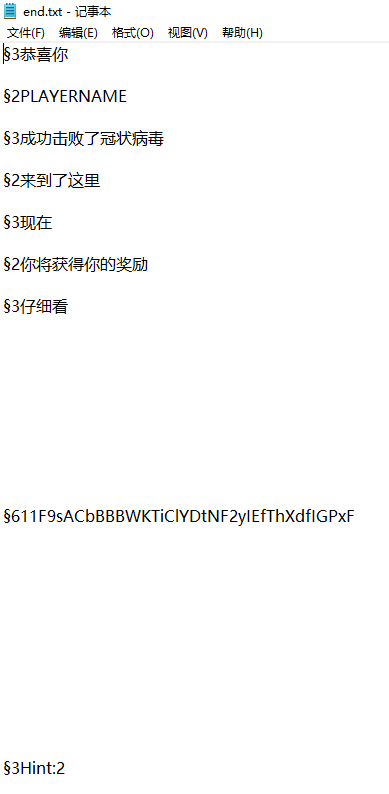 end.txt - 记事本
文件(F) 编辑(E) 格式(O) 视图(V) 帮助(H)
§3恭喜你
§2PLAYERNAME
§3成功击败了冠状病毒
§2来到了这里
§3现在
§2你将获得你的奖励
§3仔细看
§611F9sACbBBBWKTiClYDtNF2yIEfThXdfIGPxF
§3Hint:2